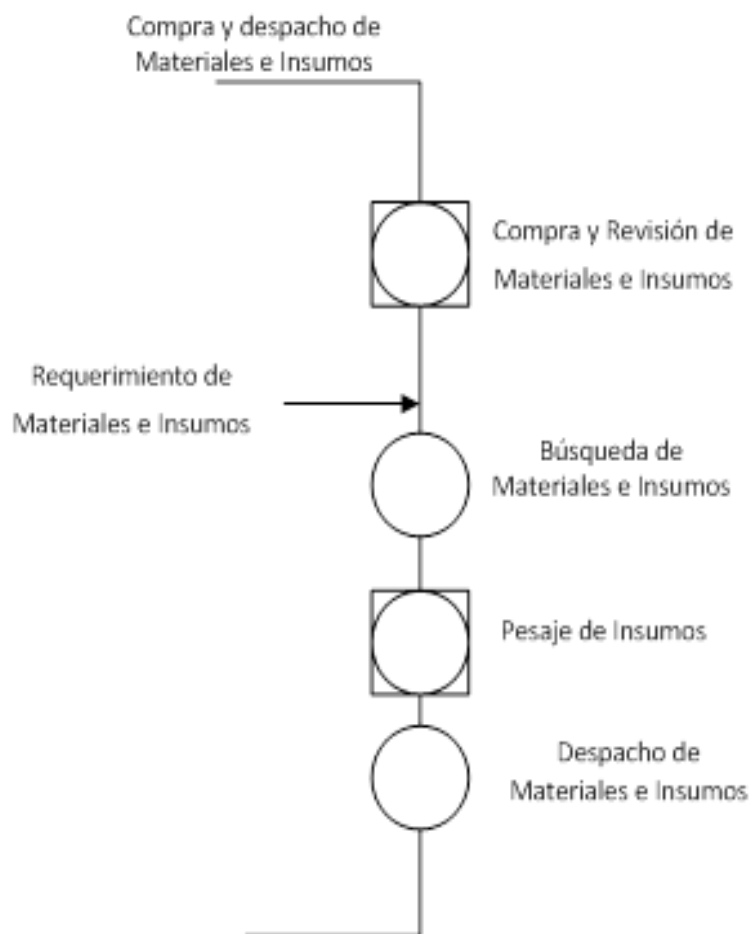 Compra y despacho de
Materiales e Insumos
Compra y Revisión de
Materiales e Insumos
Requerimiento de
Materiales e Insumos
Búsqueda de
Materiales e Insumos
Pesaje de Insumos
Despacho de
Materiales e Insumos